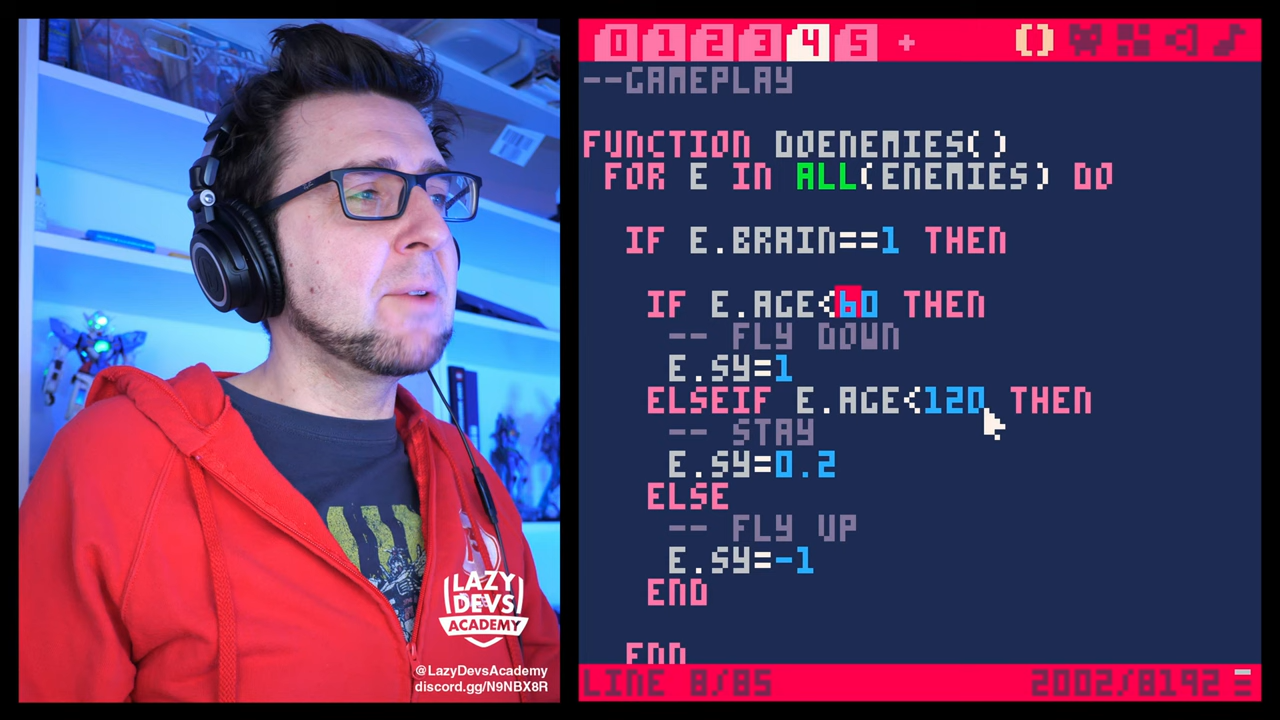 LAZY
DEVS
ACADEMY
@LazyDevsAcademy
discord.gg/N9NBX8R
0 1 2 3 4 5 + ()
--GAMEPLAY
FUNCTION DOENEMIES()
FOR E IN ALL(ENEMIES) DO
IF E.BRAIN==1 THEN
IF E.AGE<60 THEN
-- FLY DOWN
E.SY=1
ELSEIF E.AGE<120 THEN
-- STAY
E.SY=0.2
ELSE
-- FLY UP
E.SY=-1
END
END
LINE 8/85
2002/8192